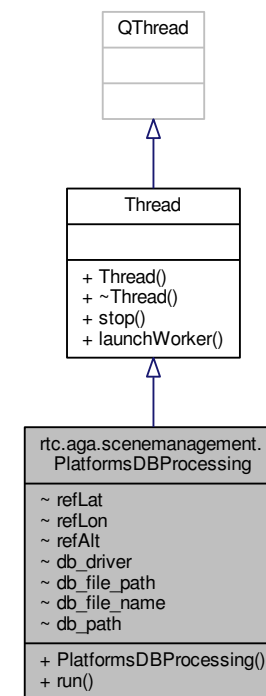 QThread
Thread
+ Thread()
+ ~Thread()
+ stop()
+ launchWorker()
rtc.aga.scenemanagement.
PlatformsDBProcessing
~ refLat
~ refLon
~ refAlt
~ db_driver
~ db_file_path
~ db_file_name
~ db_path
+ PlatformsDBProcessing()
+ run()